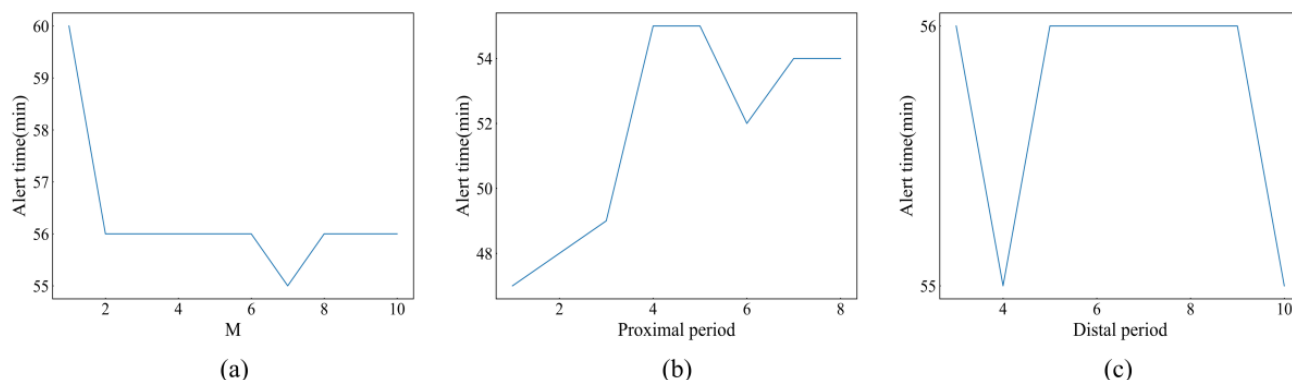 60
59
58
57
56
55
Alert time(min)
2 4 6 8 10
M
(a)
54
52
50
48
Alert time(min)
2 4 6 8
Proximal period
(b)
56
55
Alert time(min)
4 6 8 10
Distal period
(c)